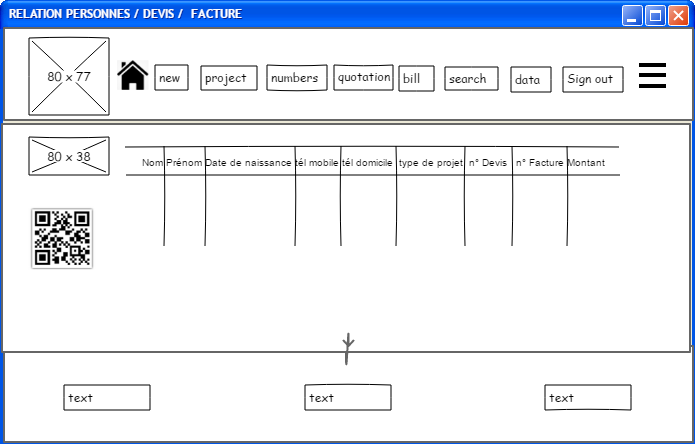 RELATION PERSONNES / DEVIS / FACTURE
80 x 77
new
project
numbers
quotation
bill
search
data
Sign out
80 x 38
Nom Prénom Date de naissance tél mobile tél domicile type de projet n° Devis n° Facture Montant
text
text
text